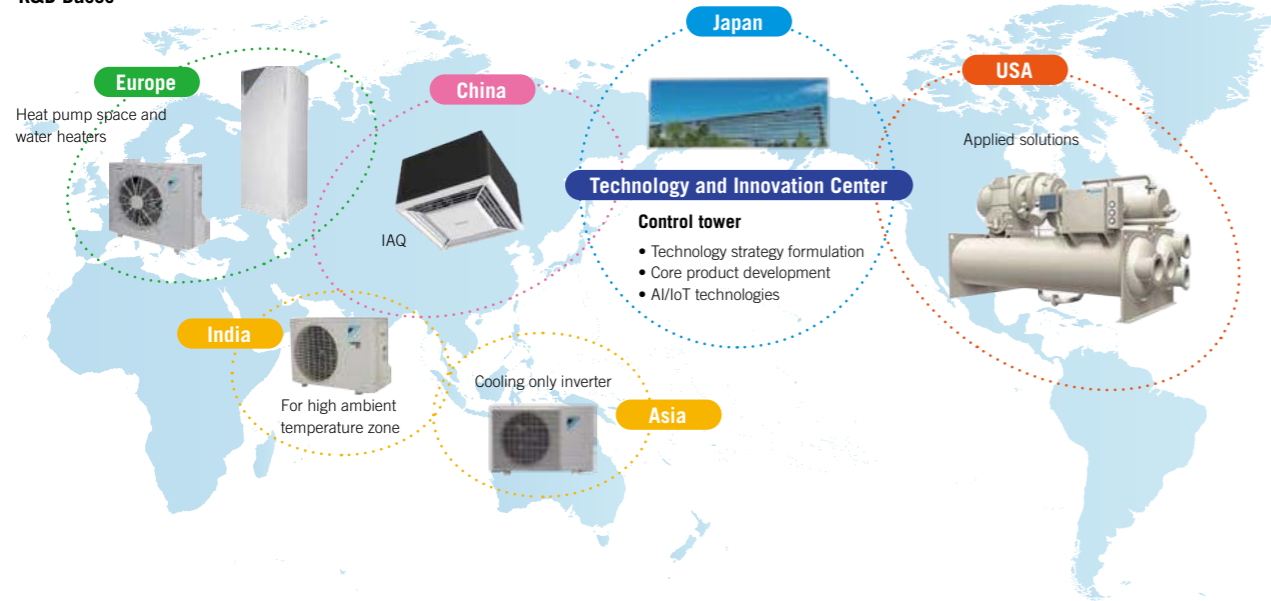 Japan
Europe
USA
China
Heat pump space and
water heaters
Applied solutions
Technology and Innovation Center
Control tower
IAQ
• Technology strategy formulation
• Core product development
• AI/IoT technologies
India
Cooling only inverter
For high ambient
temperature zone
Asia